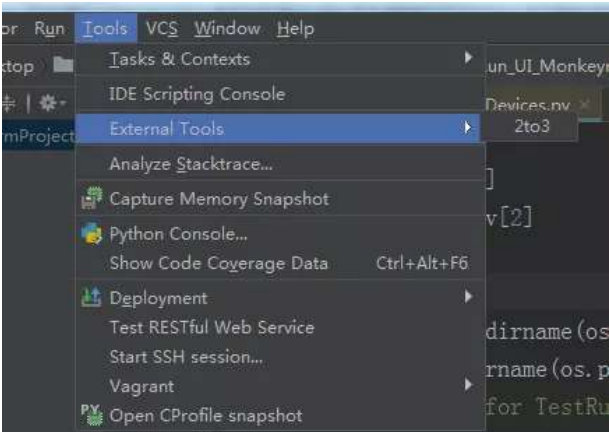 or Run Tools VCS Window Help
ktop
Tasks & Contexts
un_UI_Monkeyr
IDE Scripting Console
Devices.py ×
External Tools
2to3
mProject
Analyze Stacktrace...
]
Capture Memory Snapshot
v[2]
Python Console...
Show Code Coverage Data Ctrl+Alt+F6
Deployment
Test RESTful Web Service
dirname(os
Start SSH session...
rname(os.p
Vagrant
Open CProfile snapshot
for TestRu